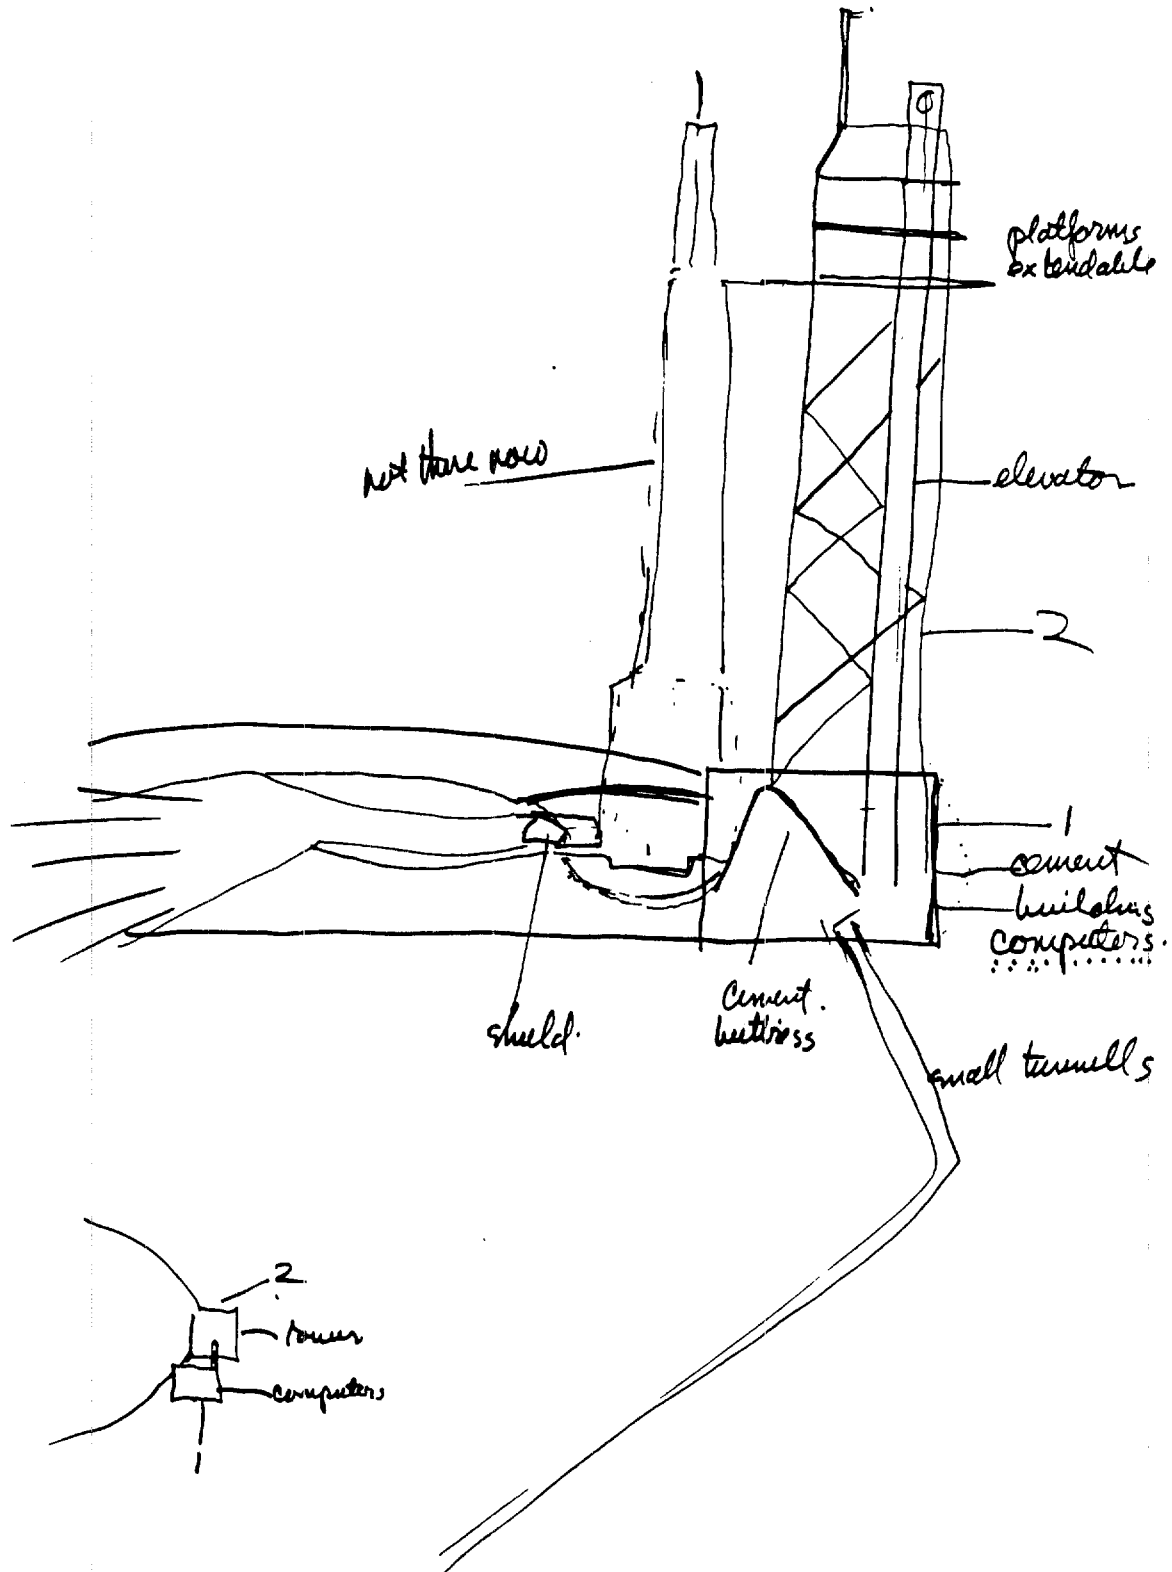 platforms
extendable
not there now
elevator
2
1
cement
building
computers.
shield.
Cement.
buttress
small tunnells
2
tower
computers
1